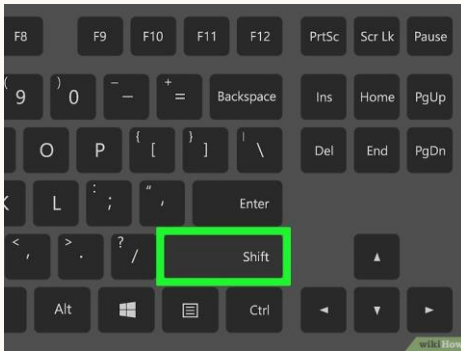 F8 F9 F10 F11 F12 PrtSc Scr Lk Pause
( 9 ) 0 – – + = Backspace Ins Home PgUp
O P { [ } ] | \ Del End PgDn
K L : ; " ' Enter
< , > . ? / Shift
Alt Ctrl
wikiHow